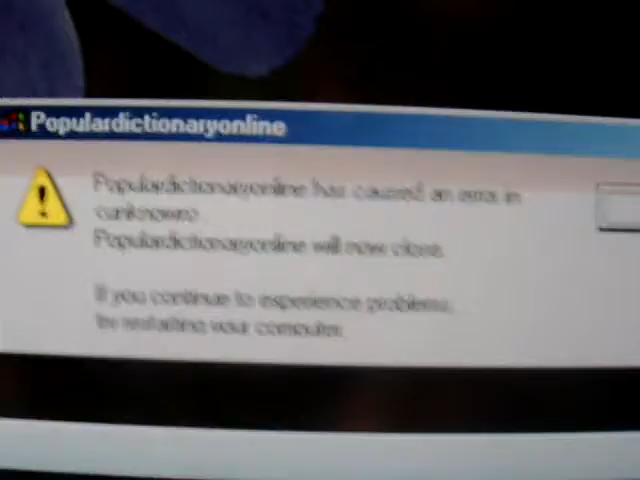 Populardictionaryonline
Populardictionaryonline has caused an error in
<unknown>.
Populardictionaryonline will now close.
If you continue to experience problems,
try restarting your computer.